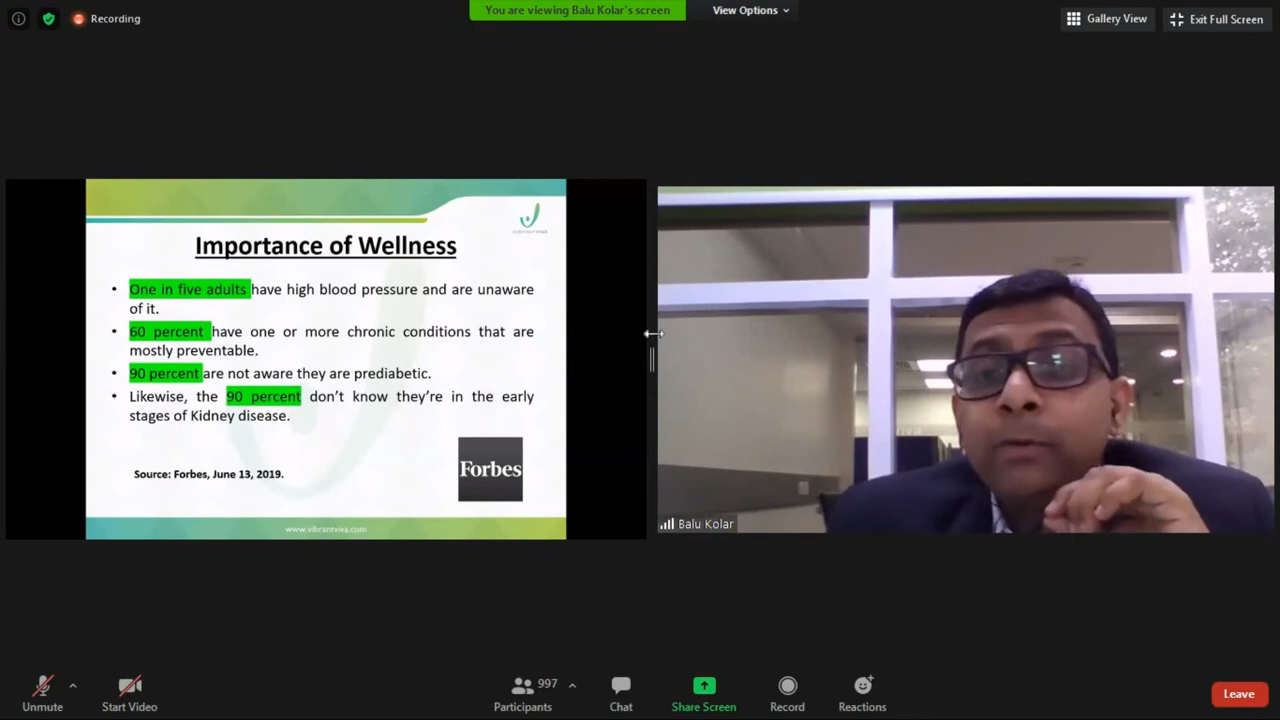 Recording
You are viewing Balu Kolar's screen
View Options
Gallery View
Exit Full Screen
VIBRANT VIVA
Importance of Wellness
• One in five adults have high blood pressure and are unaware
of it.
• 60 percent have one or more chronic conditions that are
mostly preventable.
• 90 percent are not aware they are prediabetic.
• Likewise, the 90 percent don't know they're in the early
stages of Kidney disease.
Source: Forbes, June 13, 2019.
Forbes
www.vibrantviva.com
Balu Kolar
Unmute
Start Video
997
Participants
Chat
Share Screen
Record
Reactions
Leave